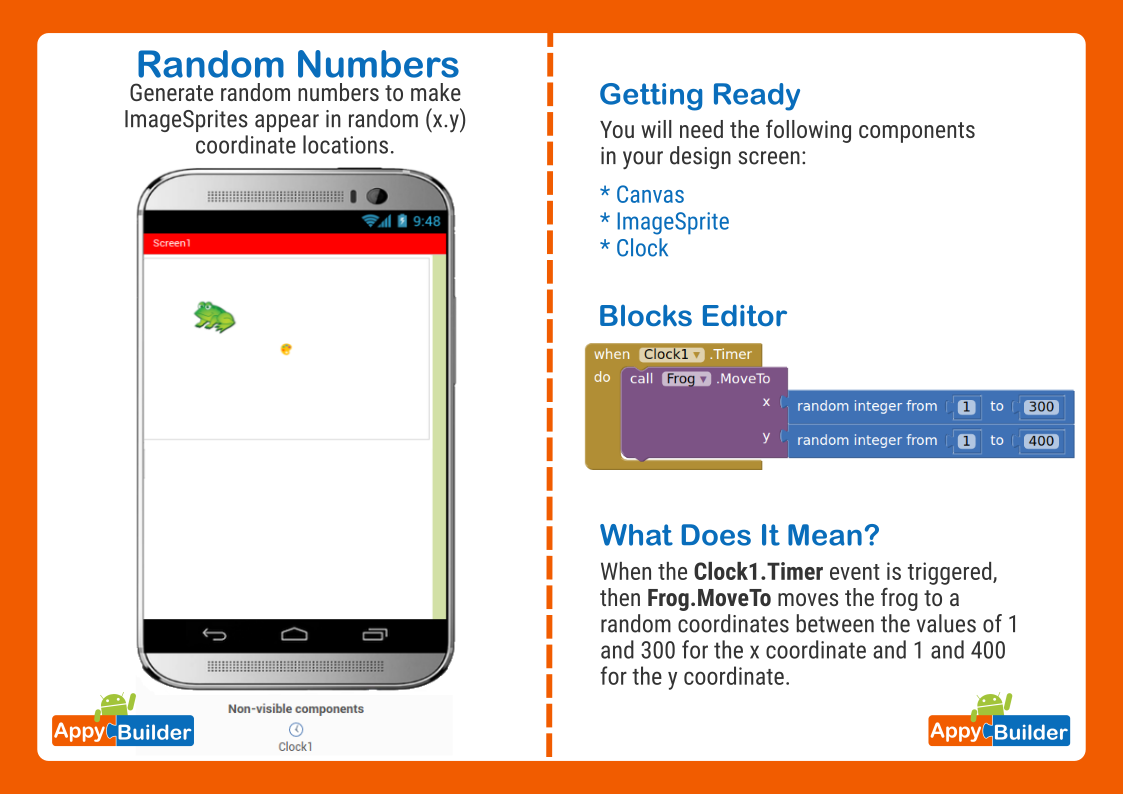 Random Numbers
Generate random numbers to make
ImageSprites appear in random (x.y)
coordinate locations.
9:48
Screen1
Non-visible components
Clock1
Appy Builder
Getting Ready
You will need the following components
in your design screen:
* Canvas
* ImageSprite
* Clock
Blocks Editor
when Clock1 .Timer
do call Frog .MoveTo
x random integer from 1 to 300
y random integer from 1 to 400
What Does It Mean?
When the Clock1.Timer event is triggered,
then Frog.MoveTo moves the frog to a
random coordinates between the values of 1
and 300 for the x coordinate and 1 and 400
for the y coordinate.
Appy Builder